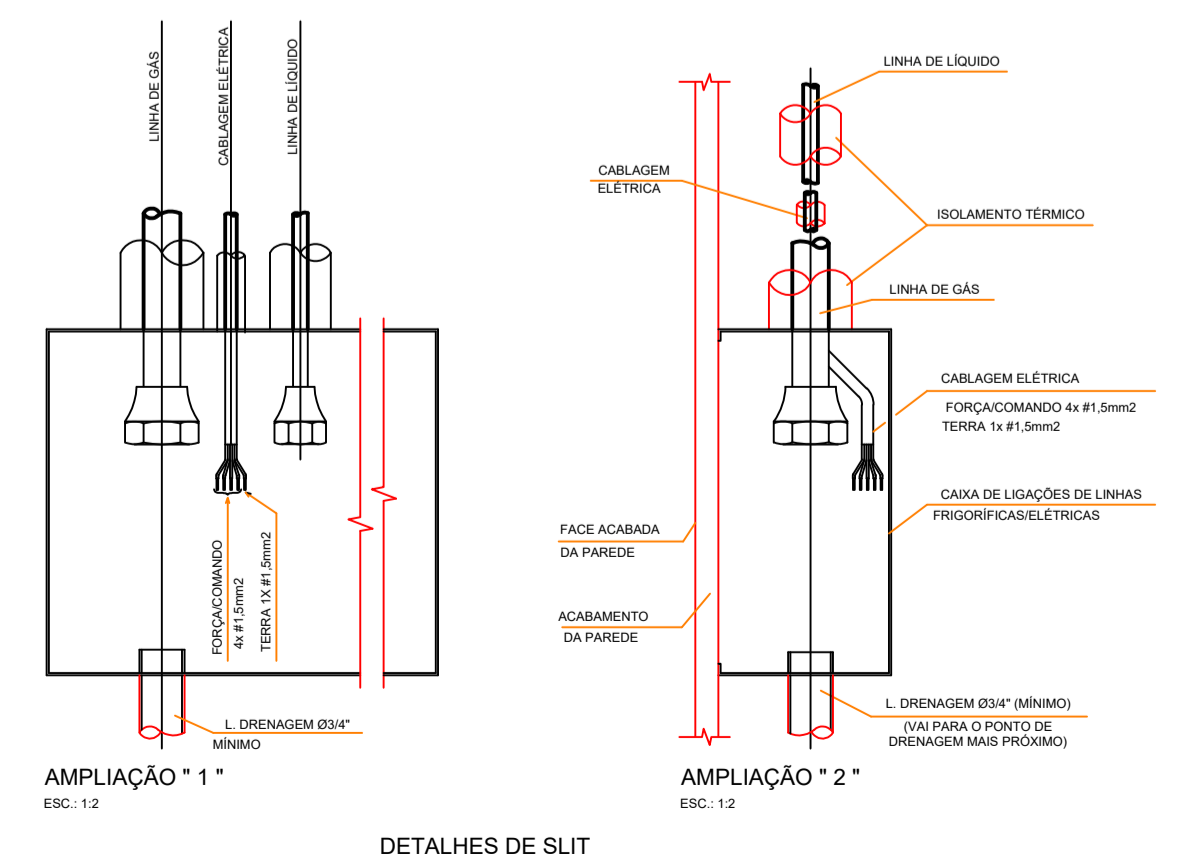 LINHA DE GÁS
CABLAGEM ELÉTRICA
LINHA DE LÍQUIDO
FORÇA/COMANDO
4x #1,5mm2
TERRA 1X #1,5mm2
L. DRENAGEM Ø3/4"
MÍNIMO
AMPLIAÇÃO " 1 "
ESC.: 1:2
LINHA DE LÍQUIDO
CABLAGEM
ELÉTRICA
ISOLAMENTO TÉRMICO
LINHA DE GÁS
CABLAGEM ELÉTRICA
FORÇA/COMANDO 4x #1,5mm2
TERRA 1x #1,5mm2
CAIXA DE LIGAÇÕES DE LINHAS
FRIGORÍFICAS/ELÉTRICAS
FACE ACABADA
DA PAREDE
ACABAMENTO
DA PAREDE
L. DRENAGEM Ø3/4" (MÍNIMO)
(VAI PARA O PONTO DE
DRENAGEM MAIS PRÓXIMO)
AMPLIAÇÃO " 2 "
ESC.: 1:2
DETALHES DE SLIT